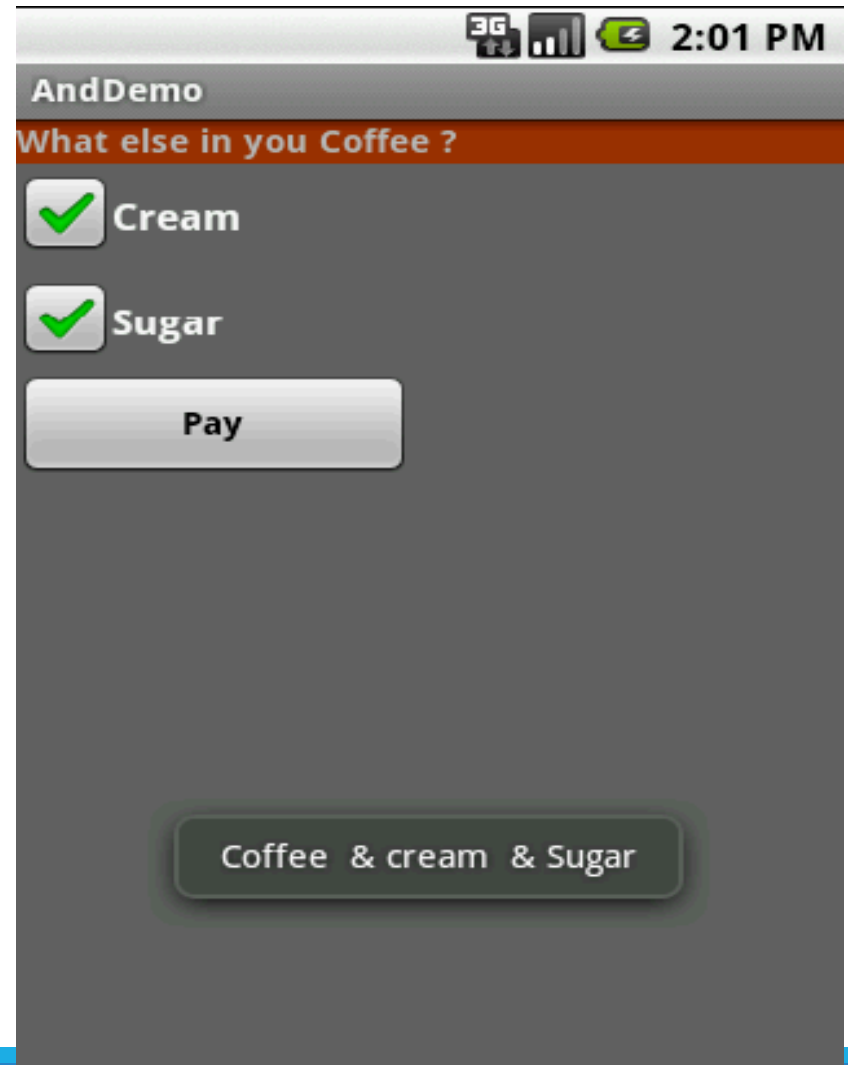 3G 2:01 PM
AndDemo
What else in you Coffee ?
Cream
Sugar
Pay
Coffee & cream & Sugar